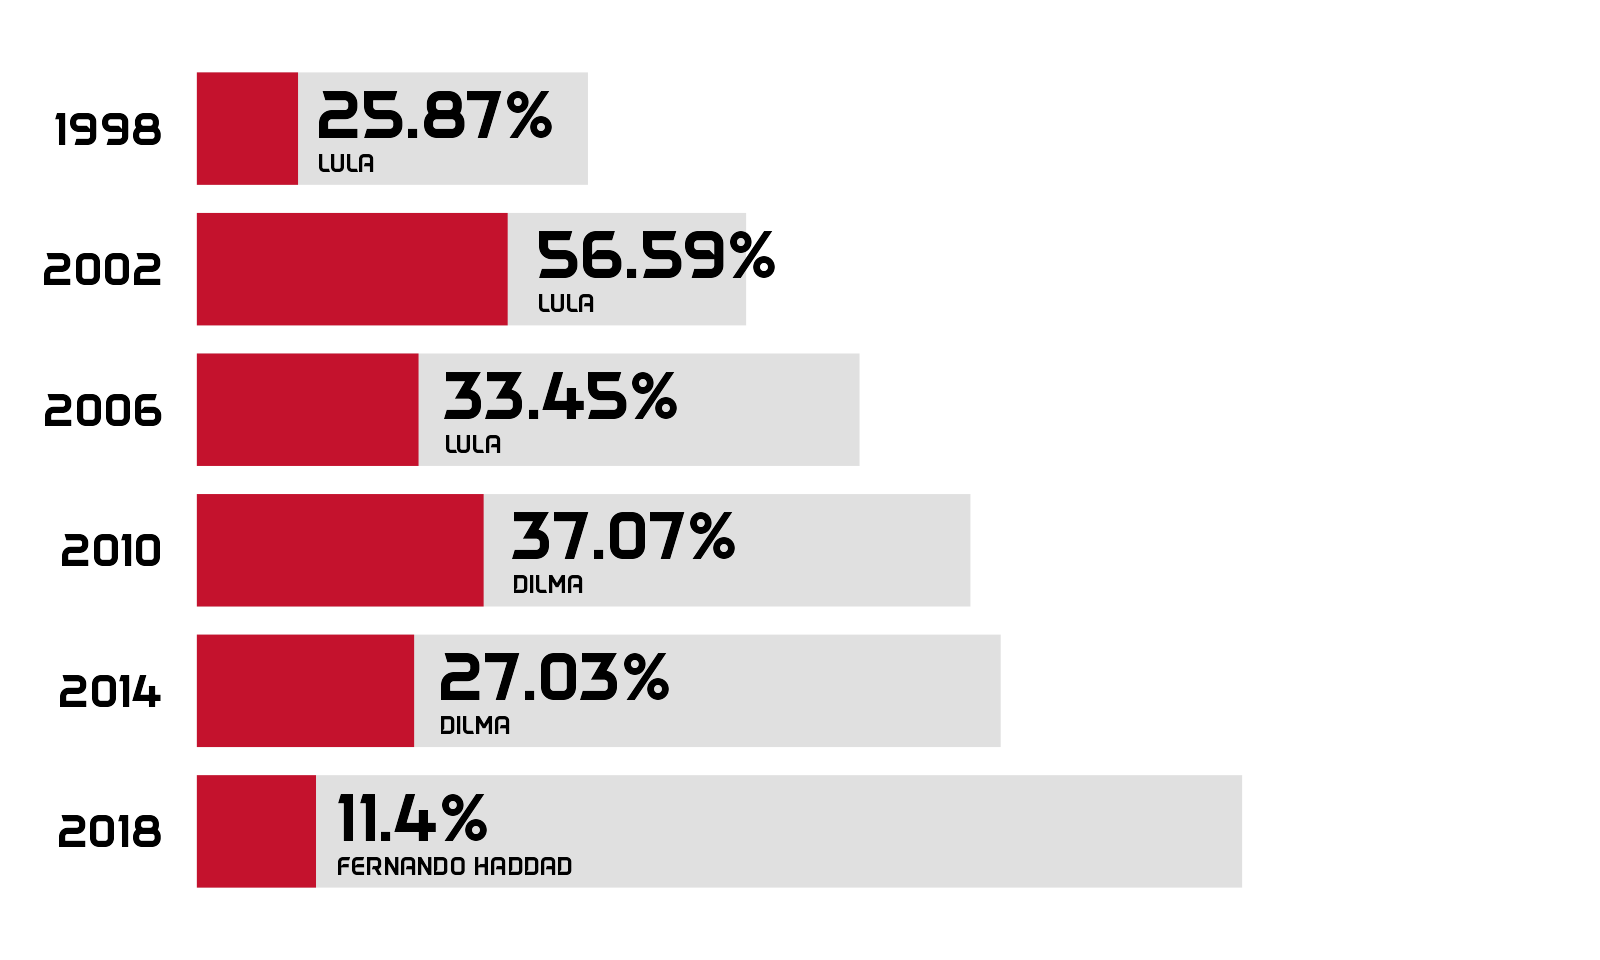 1998
25.87%
LULA
2002
56.59%
LULA
2006
33.45%
LULA
2010
37.07%
DILMA
2014
27.03%
DILMA
2018
11.4%
FERNANDO HADDAD